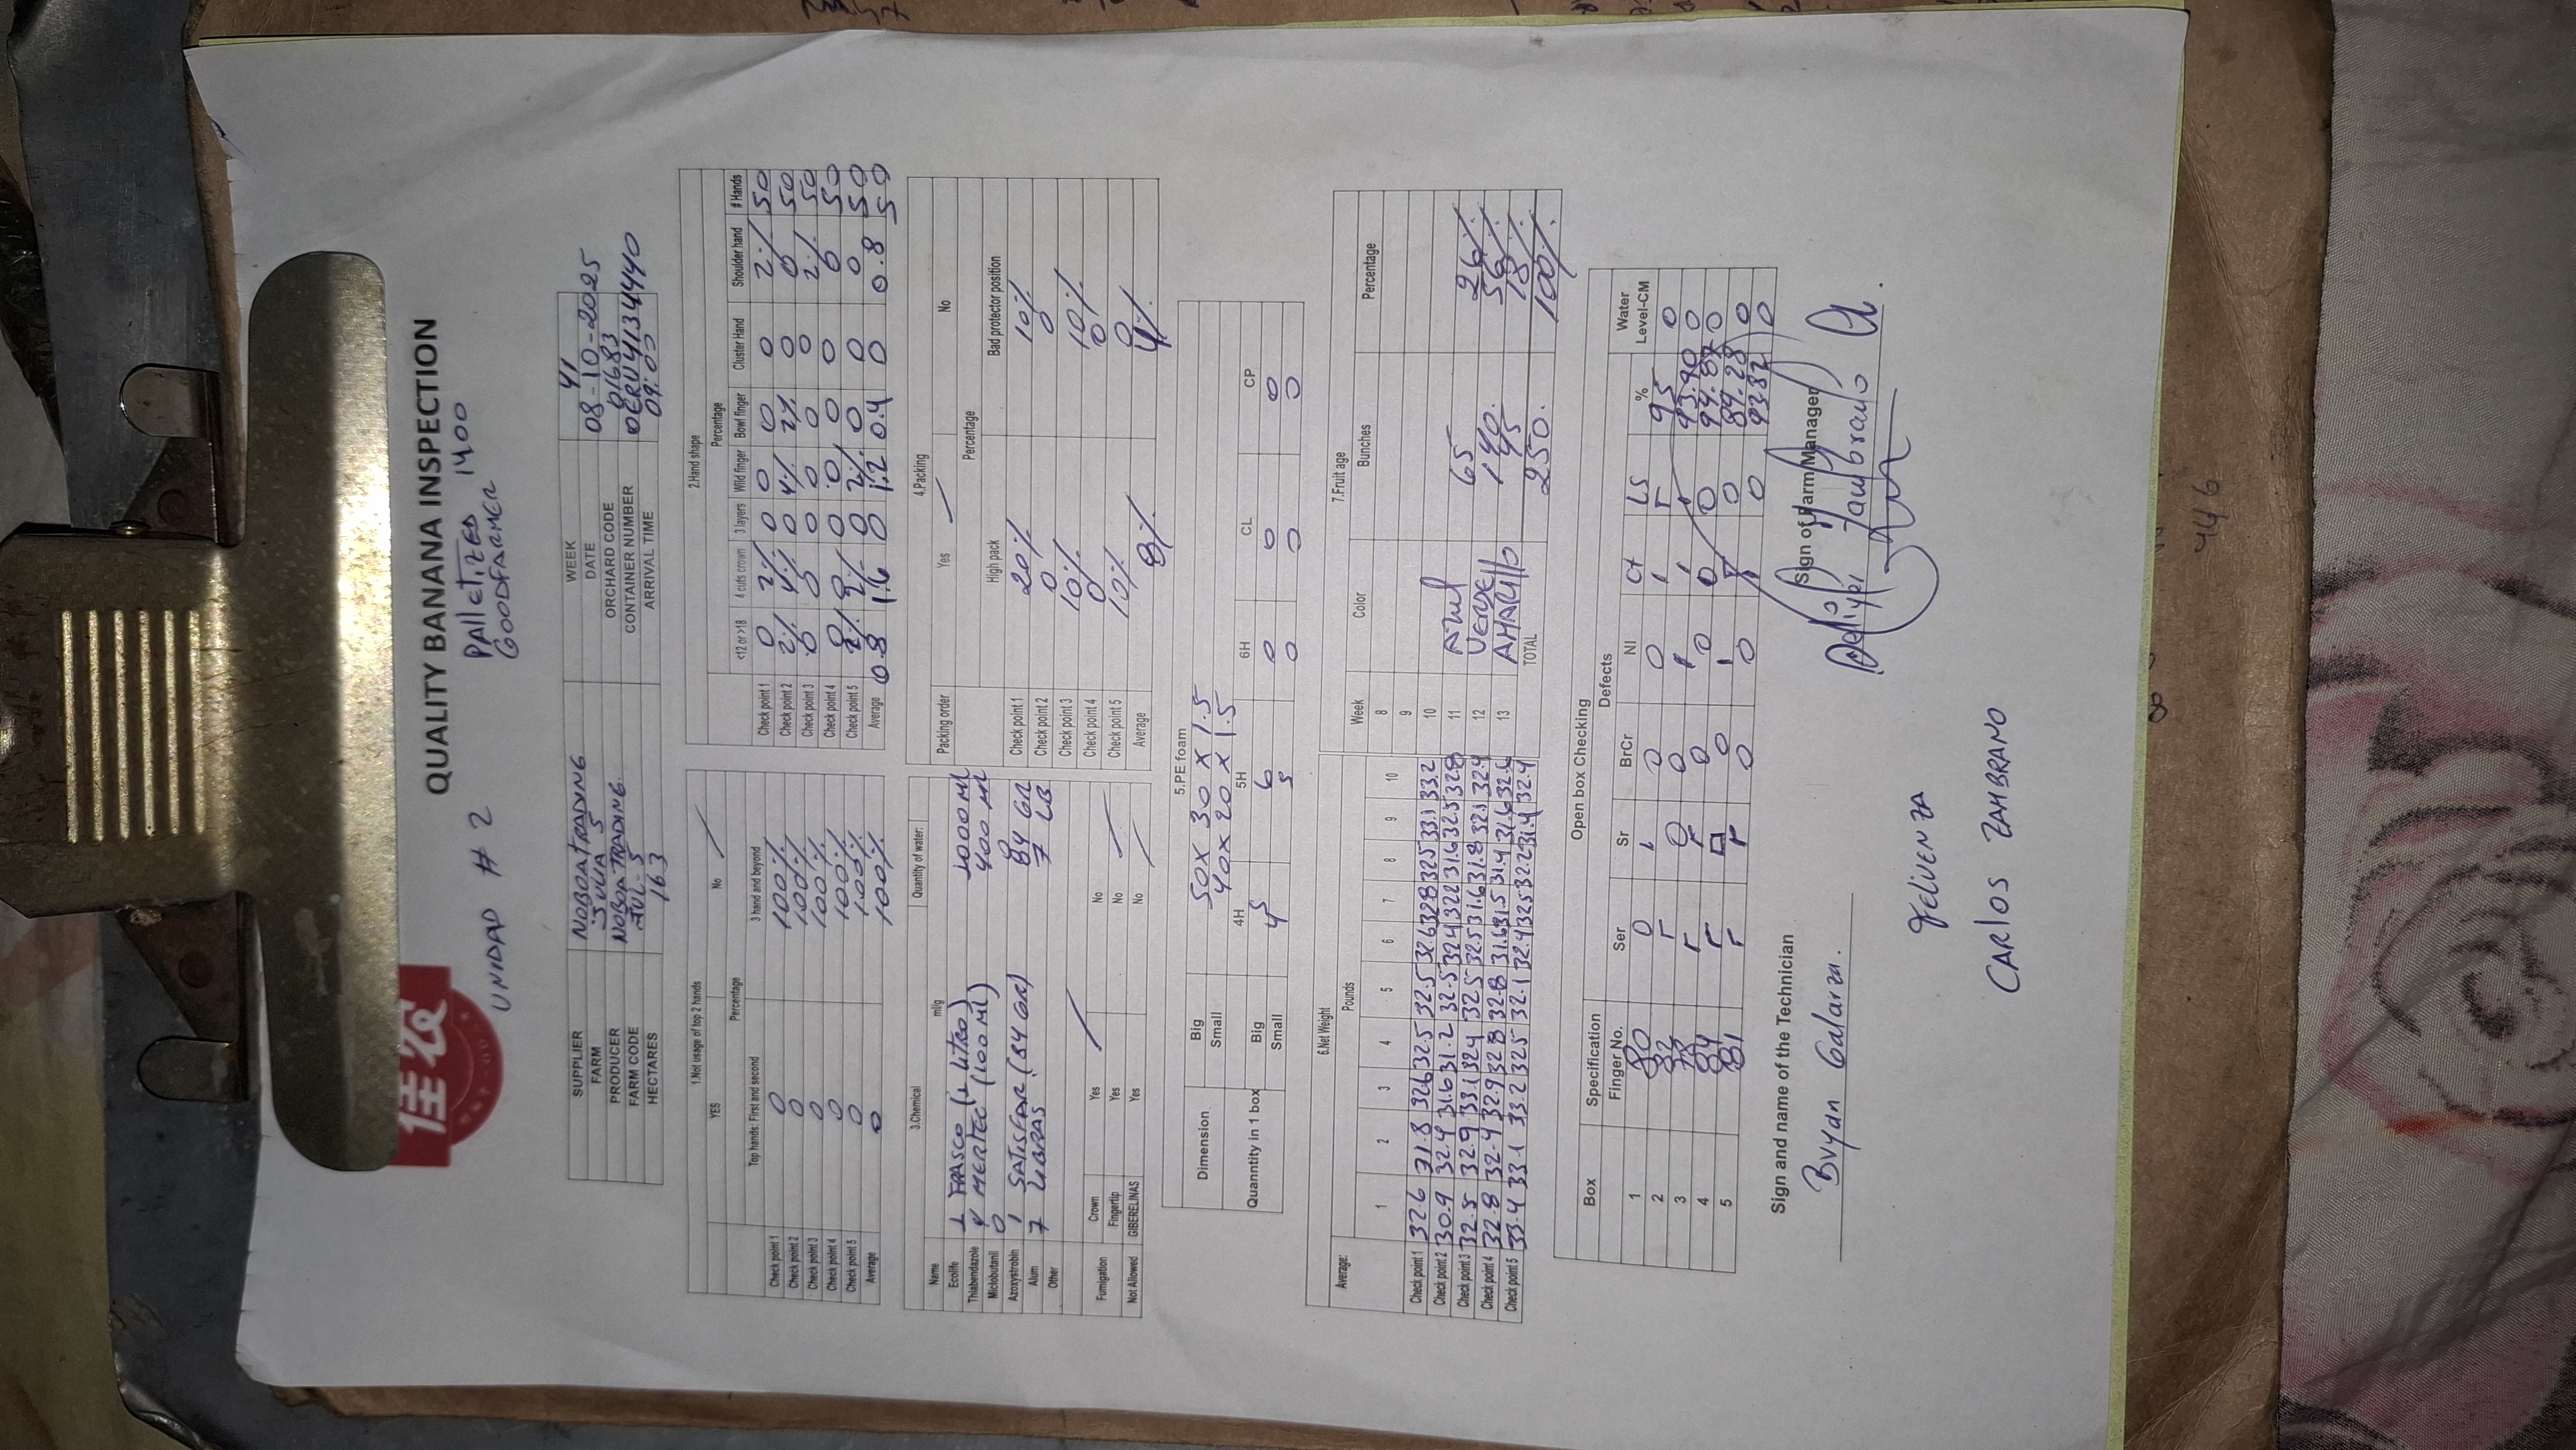 佳农
QUALITY BANANA INSPECTION
UNIDAD # 2
PAllETIZED 1400
GOODFARMER
SUPPLIER NOBOATRADING WEEK 41
FARM JULIA 5 DATE 08-10-2025
PRODUCER NOBOATRADING. ORCHARD CODE 01683
FARM CODE JUL-5 CONTAINER NUMBER OERU4134440
HECTARES 163 ARRIVAL TIME 09:00
1.Not usage of top 2 hands
YES No
Percentage
Top hands: First and second 3 hand and beyond
Check point 1 0 100%
Check point 2 0 100%
Check point 3 0 100%
Check point 4 0 100%
Check point 5 0 100%
Average 0 100%
2.Hand shape
Percentage
<12 or >18 4 cuts crown 3 layers Wild finger Bowl finger Cluster Hand Shoulder hand # Hands
Check point 1 0 2% 0 0 0 0 2% 50
Check point 2 2% 4% 0 4% 2% 0 0 50
Check point 3 0 0 0 0 0 0 2% 50
Check point 4 0 0 0 0 0 0 0 50
Check point 5 2% 2% 0 2% 0 0 0 50
Average 0.8 1.6 0 1.2 0.4 0 0.8 50
3.Chemical Quantity of water:
Name ml/g
Ecolife 1 FRASCO (1 LITRO) 1000 Ml
Thiabendazole 4 MERTEC (100 Ml) 400 Ml
Miclobutanil 0 0
Azoxystrobin 1 SATISFAR (84 GR) 84 GR
Alum 7 LIBRAS 7 LB
Other
Fumigation Crown Yes No
Fingertip Yes No
Not Allowed GIBERELINAS Yes No
4.Packing
Packing order Yes No
Percentage
High pack Bad protector position
Check point 1 20% 10%
Check point 2 0 0
Check point 3 10% 10%
Check point 4 0 0
Check point 5 10% 0
Average 8% 4%
5.PE foam
Dimension Big 50 x 30 x 1.5
Small 40 x 20 x 1.5
4H 5H 6H CL CP
Quanntity in 1 box Big 5 6 0 0 0
Small 4 5 0 0 0
6.Net Weight
Average: Pounds
1 2 3 4 5 6 7 8 9 10
Check point 1 32.6 31.8 32.6 32.5 32.5 32.6 32.8 32.5 33.1 33.2
Check point 2 30.9 32.4 31.6 31.2 32.5 32.4 32.2 31.6 32.5 32.8
Check point 3 32.5 32.9 33.1 32.4 32.5 32.5 31.6 31.8 32.1 32.9
Check point 4 32.8 32.4 32.9 32.8 32.8 31.6 31.5 31.4 31.6 32.6
Check point 5 33.4 33.1 33.2 32.5 32.1 32.4 32.5 32.2 31.4 32.4
7.Fruit age
Week Color Bunches Percentage
8
9
10
11 Azul 65 26%
12 VERDE 140 56%
13 AMARILLO 45 18%
TOTAL 250. 100%
Open box Checking
Box Specification Defects Water
Finger No. Ser Sr BrCr NI Ct LS % Level-CM
1 80 0 1 0 0 1 95 0
2 82 0 0 1 1 93.90 0
3 78 0 0 0 0 94.87 0
4 84 0 1 0 89.28 0
5 81 0 0 1 0 93.82 0
Sign and name of the Technician
Bryan Galarza.
Sign of Farm Manager
Zambrano
CARlOS ZAMBRANO
446